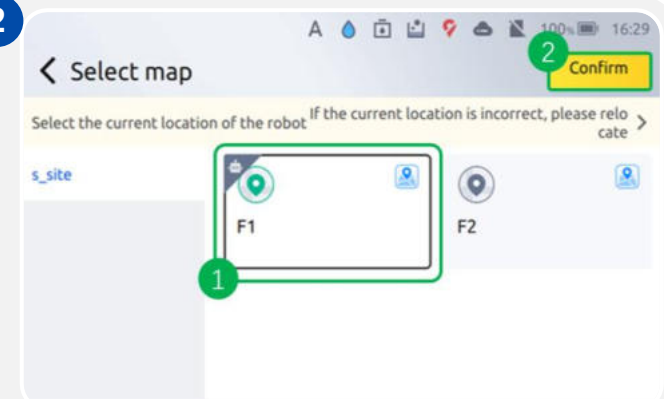 2
A 100% 16:29
Select map
2
Confirm
Select the current location of the robot
If the current location is incorrect, please relo
cate
s_site
F1
F2
1